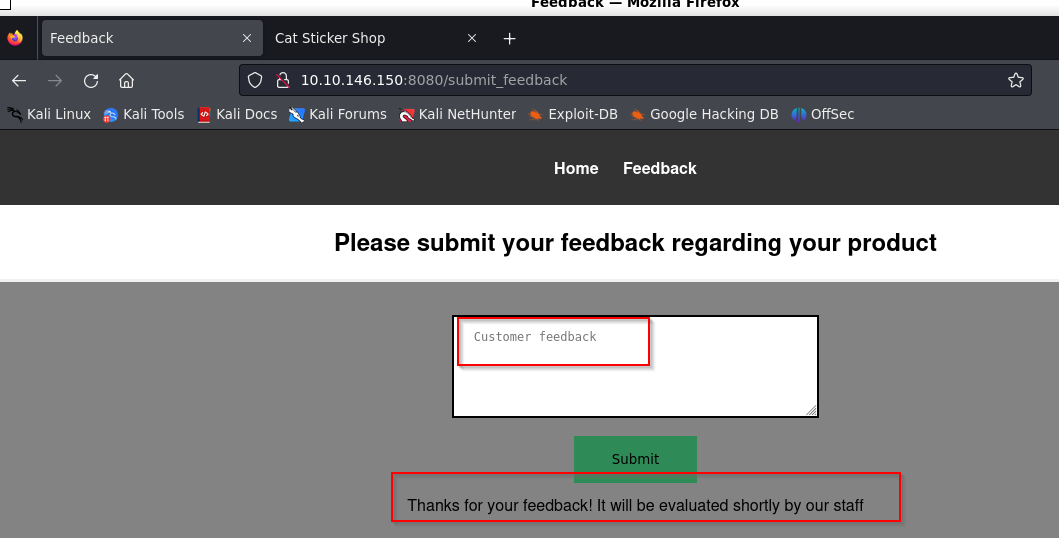 Feedback — Mozilla Firefox
Feedback
Cat Sticker Shop
10.10.146.150:8080/submit_feedback
Kali Linux Kali Tools Kali Docs Kali Forums Kali NetHunter Exploit-DB Google Hacking DB OffSec
Home Feedback
Please submit your feedback regarding your product
Customer feedback
Submit
Thanks for your feedback! It will be evaluated shortly by our staff